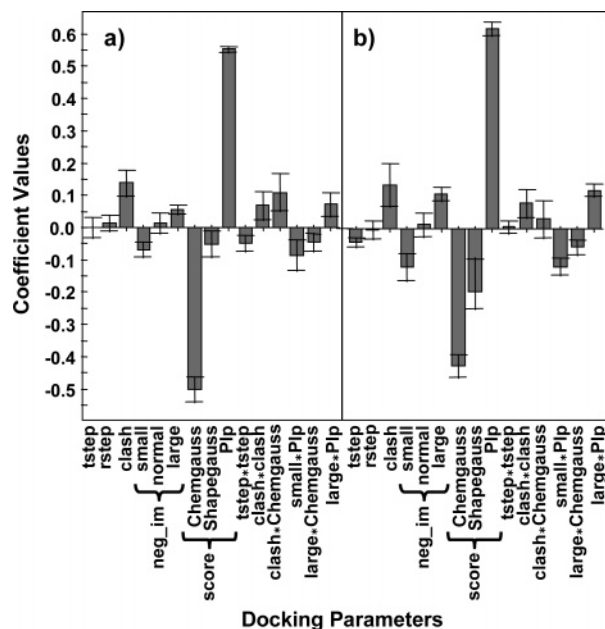 a)
b)
Coefficient Values
0.6
0.5
0.4
0.3
0.2
0.1
0.0
-0.1
-0.2
-0.3
-0.4
-0.5
tstep
rstep
clash
small
normal
large
Chemgauss
Shapegauss
Plp
tstep*tstep
clash*clash
clash*Chemgauss
small*Plp
large*Chemgauss
large*Plp
neg_im
score
tstep
rstep
clash
small
normal
large
Chemgauss
Shapegauss
Plp
tstep*tstep
clash*clash
clash*Chemgauss
small*Plp
large*Chemgauss
large*Plp
neg_im
score
Docking Parameters